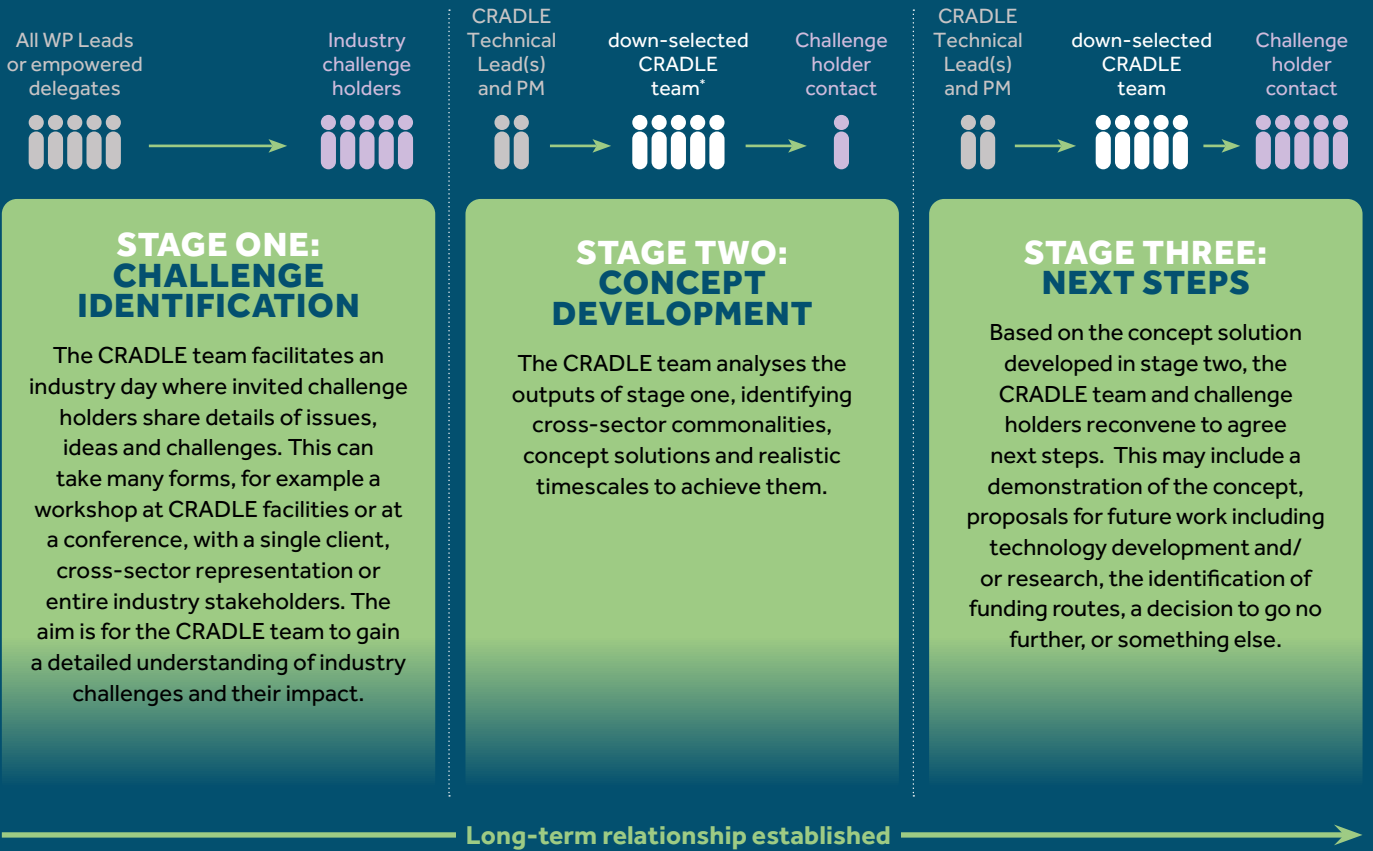 All WP Leads
or empowered
delegates
Industry
challenge
holders
CRADLE
Technical
Lead(s)
and PM
down-selected
CRADLE
team*
Challenge
holder
contact
CRADLE
Technical
Lead(s)
and PM
down-selected
CRADLE
team
Challenge
holder
contact
STAGE ONE:
CHALLENGE
IDENTIFICATION
The CRADLE team facilitates an
industry day where invited challenge
holders share details of issues,
ideas and challenges. This can
take many forms, for example a
workshop at CRADLE facilities or at
a conference, with a single client,
cross-sector representation or
entire industry stakeholders. The
aim is for the CRADLE team to gain
a detailed understanding of industry
challenges and their impact.
STAGE TWO:
CONCEPT
DEVELOPMENT
The CRADLE team analyses the
outputs of stage one, identifying
cross-sector commonalities,
concept solutions and realistic
timescales to achieve them.
STAGE THREE:
NEXT STEPS
Based on the concept solution
developed in stage two, the
CRADLE team and challenge
holders reconvene to agree
next steps. This may include a
demonstration of the concept,
proposals for future work including
technology development and/
or research, the identification of
funding routes, a decision to go no
further, or something else.
Long-term relationship established